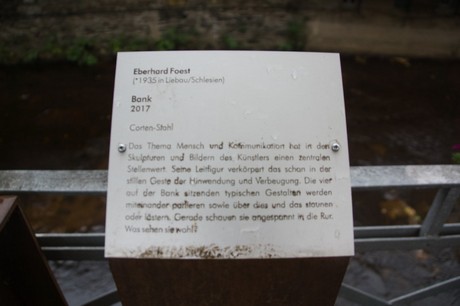 Eberhard Foest
(*1935 in Liebau/Schlesien)
Bank
2017
Corten-Stahl
Das Thema Mensch und Kommunikation hat in den
Skulpturen und Bildern des Künstlers einen zentralen
Stellenwert. Seine Leitfigur verkörpert das schon in der
stillen Geste der Hinwendung und Verbeugung. Die vier
auf der Bank sitzenden typischen Gestalten werden
miteinander parlieren sowie über dies und das staunen
oder lästern. Gerade schauen sie angespannt in die Rur.
Was sehen sie wohl?